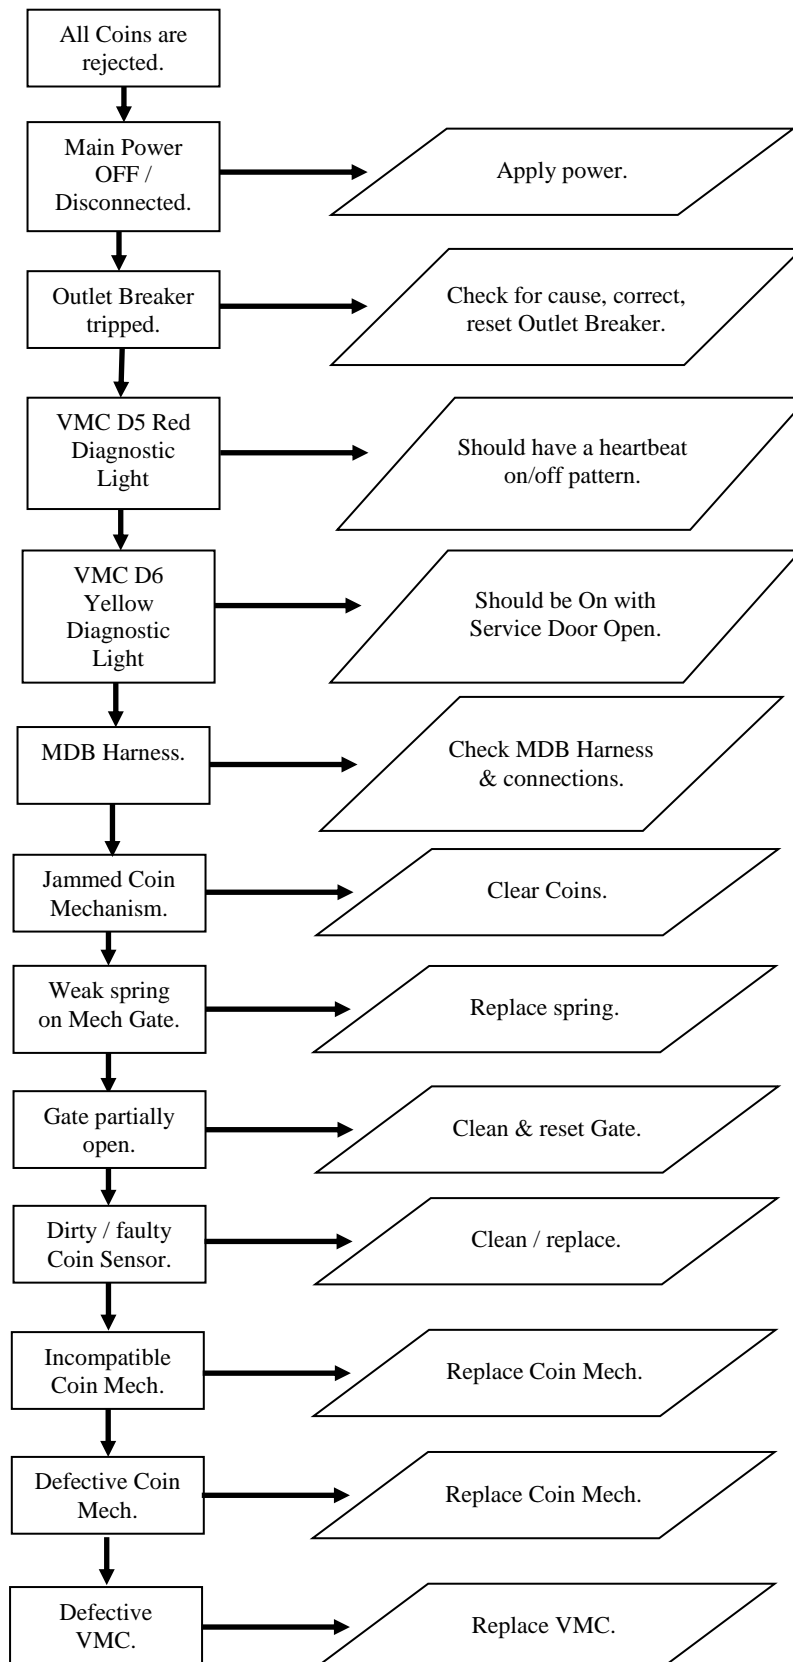 All Coins are
rejected.
Main Power
OFF /
Disconnected.
Apply power.
Outlet Breaker
tripped.
Check for cause, correct,
reset Outlet Breaker.
VMC D5 Red
Diagnostic
Light
Should have a heartbeat
on/off pattern.
VMC D6
Yellow
Diagnostic
Light
Should be On with
Service Door Open.
MDB Harness.
Check MDB Harness
& connections.
Jammed Coin
Mechanism.
Clear Coins.
Weak spring
on Mech Gate.
Replace spring.
Gate partially
open.
Clean & reset Gate.
Dirty / faulty
Coin Sensor.
Clean / replace.
Incompatible
Coin Mech.
Replace Coin Mech.
Defective Coin
Mech.
Replace Coin Mech.
Defective
VMC.
Replace VMC.